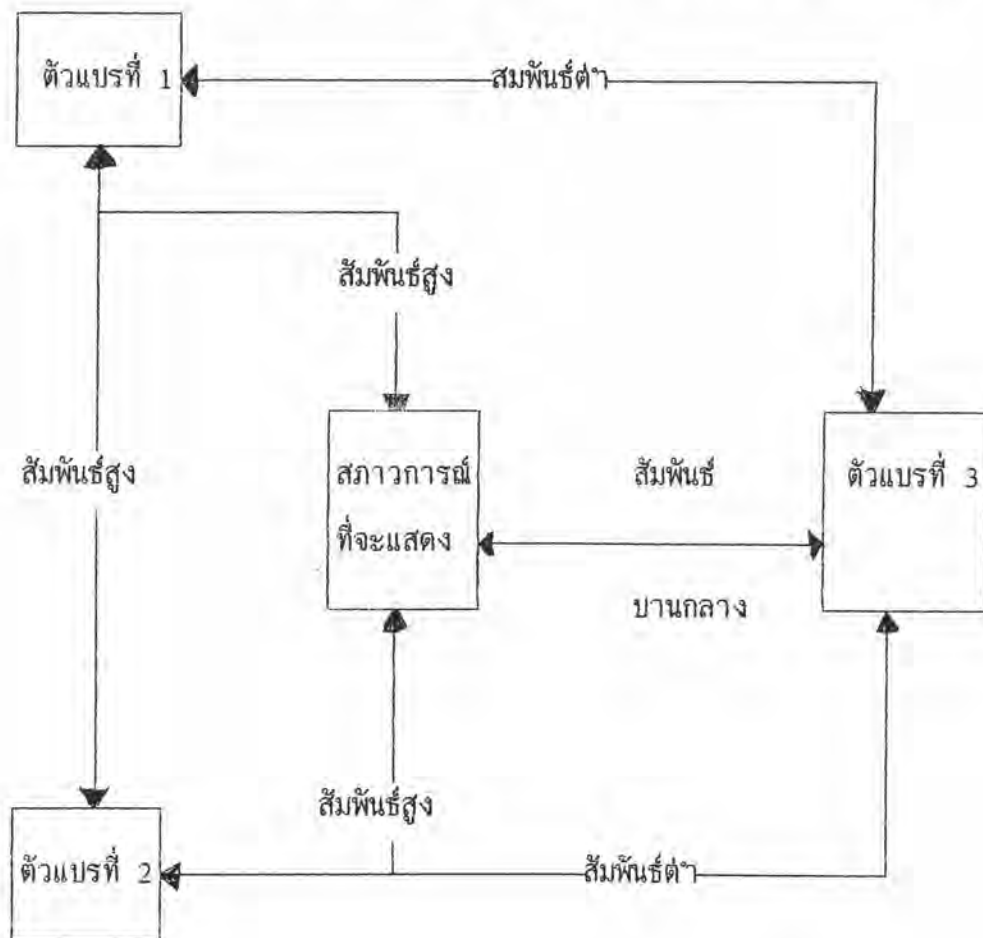 ตัวแปรที่ 1
สมพันธ์ต่ำ
สัมพันธ์สูง
สัมพันธ์สูง
สภาวการณ์
ที่จะแสดง
สัมพันธ์
บานกลาง
ตัวแบรที่ 3
สัมพันธ์สูง
ตัวแปรที่ 2
สัมพันธ์ต่ำ